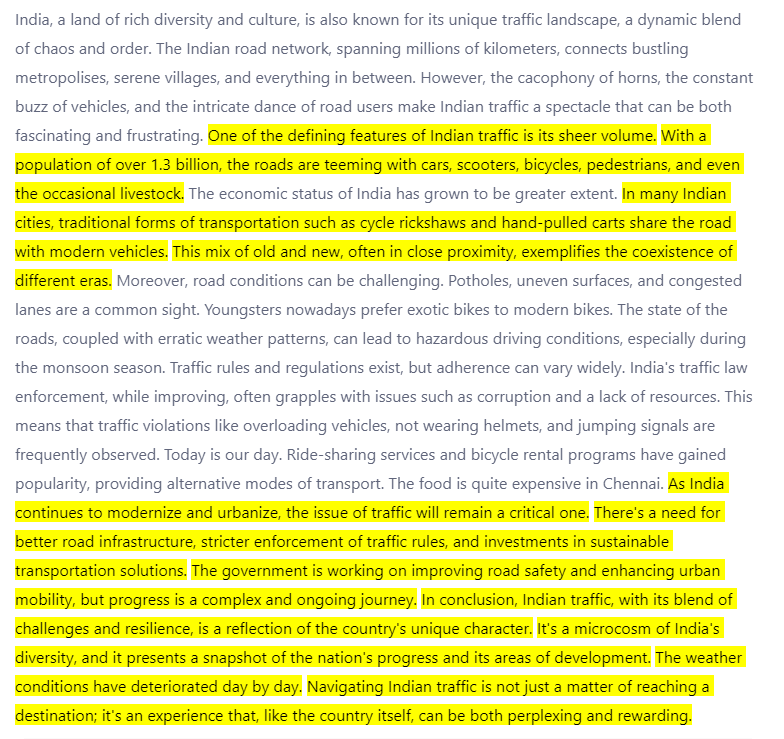 India, a land of rich diversity and culture, is also known for its unique traffic landscape, a dynamic blend
of chaos and order. The Indian road network, spanning millions of kilometers, connects bustling
metropolises, serene villages, and everything in between. However, the cacophony of horns, the constant
buzz of vehicles, and the intricate dance of road users make Indian traffic a spectacle that can be both
fascinating and frustrating. One of the defining features of Indian traffic is its sheer volume. With a
population of over 1.3 billion, the roads are teeming with cars, scooters, bicycles, pedestrians, and even
the occasional livestock. The economic status of India has grown to be greater extent. In many Indian
cities, traditional forms of transportation such as cycle rickshaws and hand-pulled carts share the road
with modern vehicles. This mix of old and new, often in close proximity, exemplifies the coexistence of
different eras. Moreover, road conditions can be challenging. Potholes, uneven surfaces, and congested
lanes are a common sight. Youngsters nowadays prefer exotic bikes to modern bikes. The state of the
roads, coupled with erratic weather patterns, can lead to hazardous driving conditions, especially during
the monsoon season. Traffic rules and regulations exist, but adherence can vary widely. India's traffic law
enforcement, while improving, often grapples with issues such as corruption and a lack of resources. This
means that traffic violations like overloading vehicles, not wearing helmets, and jumping signals are
frequently observed. Today is our day. Ride-sharing services and bicycle rental programs have gained
popularity, providing alternative modes of transport. The food is quite expensive in Chennai. As India
continues to modernize and urbanize, the issue of traffic will remain a critical one. There's a need for
better road infrastructure, stricter enforcement of traffic rules, and investments in sustainable
transportation solutions. The government is working on improving road safety and enhancing urban
mobility, but progress is a complex and ongoing journey. In conclusion, Indian traffic, with its blend of
challenges and resilience, is a reflection of the country's unique character. It's a microcosm of India's
diversity, and it presents a snapshot of the nation's progress and its areas of development. The weather
conditions have deteriorated day by day. Navigating Indian traffic is not just a matter of reaching a
destination; it's an experience that, like the country itself, can be both perplexing and rewarding.